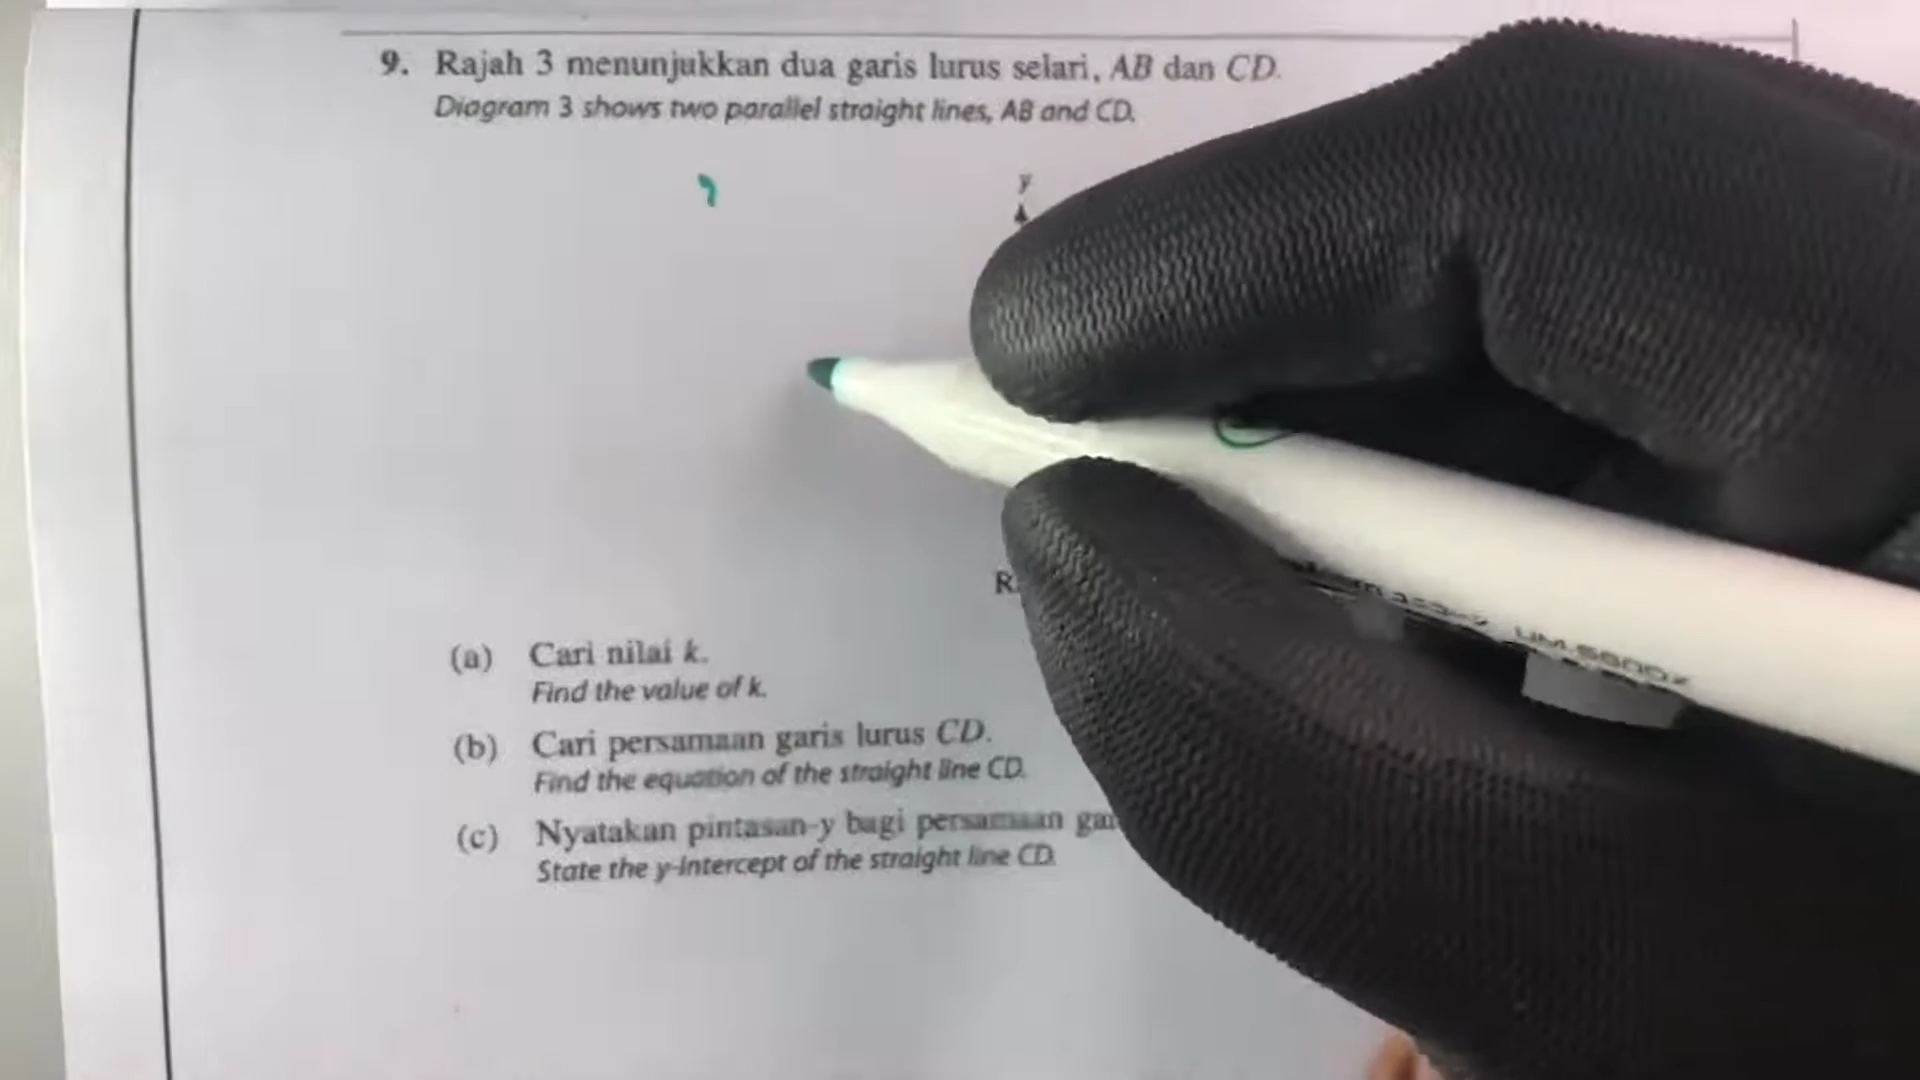 9. Rajah 3 menunjukkan dua garis lurus selari, AB dan CD.
Diagram 3 shows two parallel straight lines, AB and CD.
y
(a) Cari nilai k.
Find the value of k.
(b) Cari persamaan garis lurus CD.
Find the equation of the straight line CD.
(c) Nyatakan pintasan-y bagi persamaan
State the y-intercept of the straight line CD.